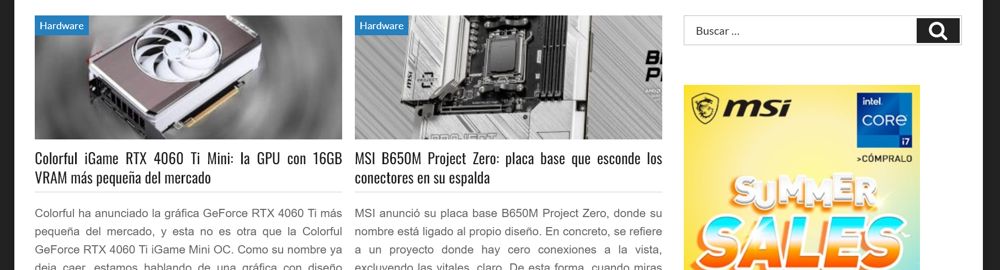 Hardware
Colorful iGame RTX 4060 Ti Mini: la GPU con 16GB
VRAM más pequeña del mercado
Colorful ha anunciado la gráfica GeForce RTX 4060 Ti más
pequeña del mercado, y esta no es otra que la Colorful
GeForce RTX 4060 Ti iGame Mini OC. Como su nombre ya
deja caer, estamos hablando de una gráfica con diseño
Hardware
msi
PROJECT
PROJECT
MSI B650M Project Zero: placa base que esconde los
conectores en su espalda
MSI anunció su placa base B650M Project Zero, donde su
nombre está ligado al propio diseño. En concreto, se refiere
a un proyecto donde hay cero conexiones a la vista,
excluyendo las vitales, claro. De esta forma, cuando miras
Buscar ...
msi
intel.
CORE
i7
>CÓMPRALO
SUMMER
SALES